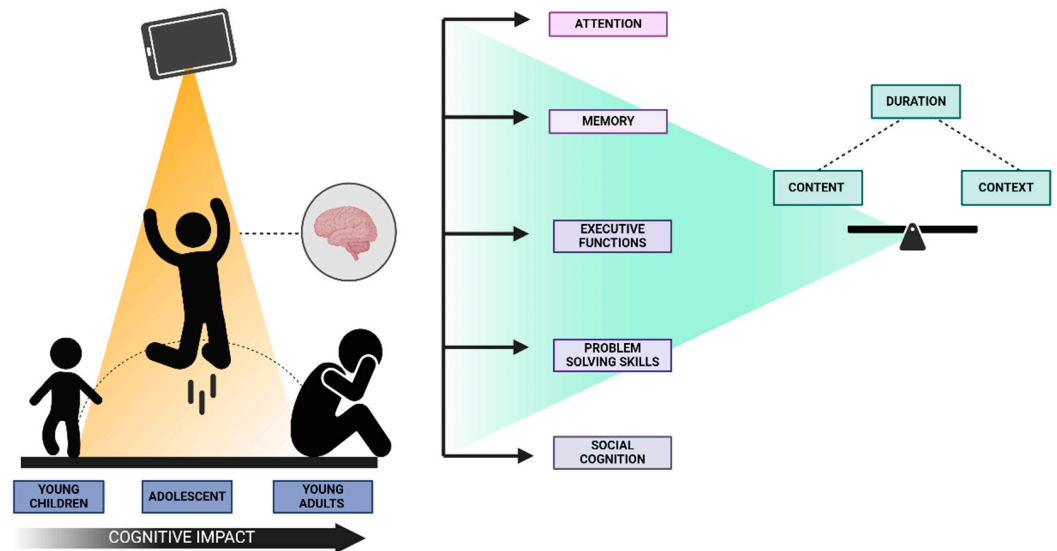 ATTENTION
MEMORY
EXECUTIVE
FUNCTIONS
PROBLEM
SOLVING SKILLS
SOCIAL
COGNITION
DURATION
CONTENT
CONTEXT
YOUNG
CHILDREN
ADOLESCENT
YOUNG
ADULTS
COGNITIVE IMPACT